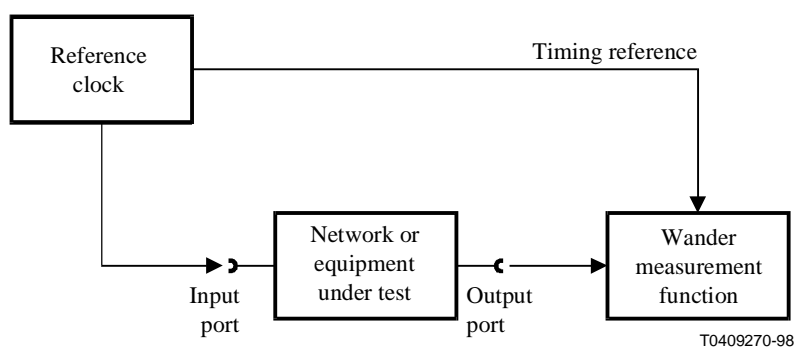 Reference
clock
Timing reference
Network or
equipment
under test
Wander
measurement
function
Input
port
Output
port
T0409270-98